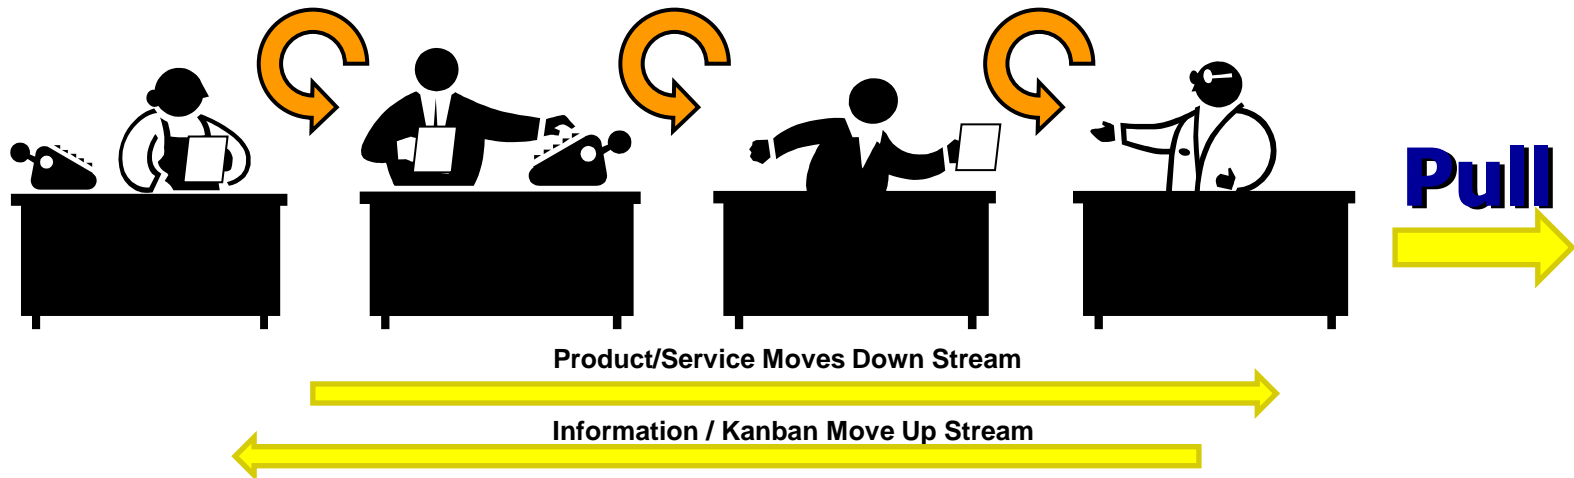 Pull
Product/Service Moves Down Stream
Information / Kanban Move Up Stream